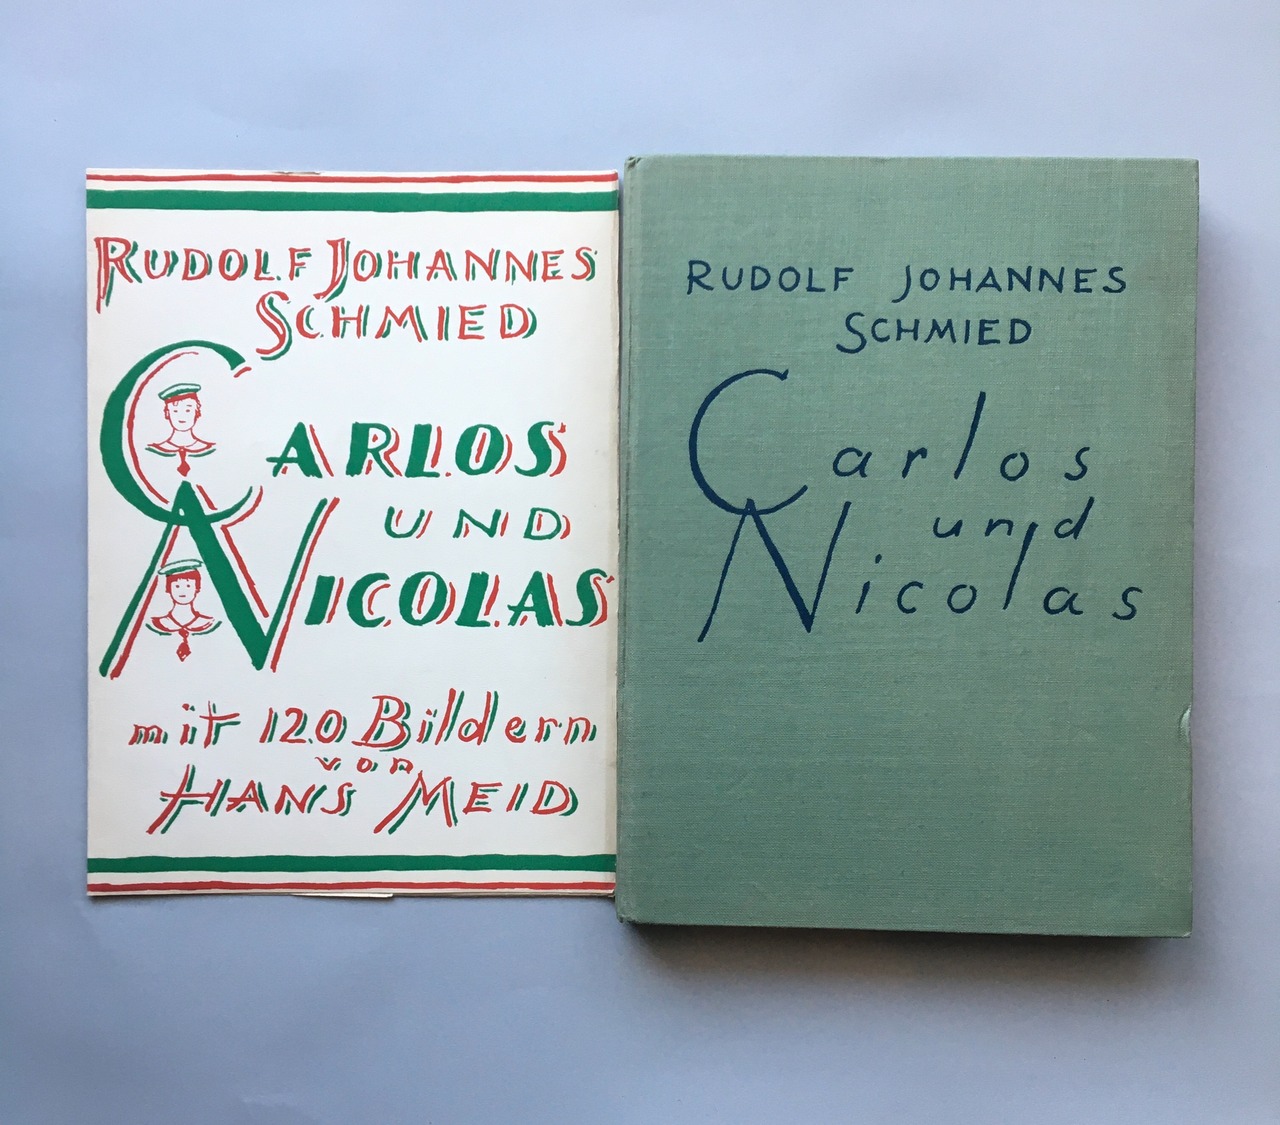 RUDOLF JOHANNES
SCHMIED
CARLOS
UND
NICOLAS
mit 120 Bildern
von
HANS MEID
RUDOLF JOHANNES
SCHMIED
Carlos
und
Nicolas